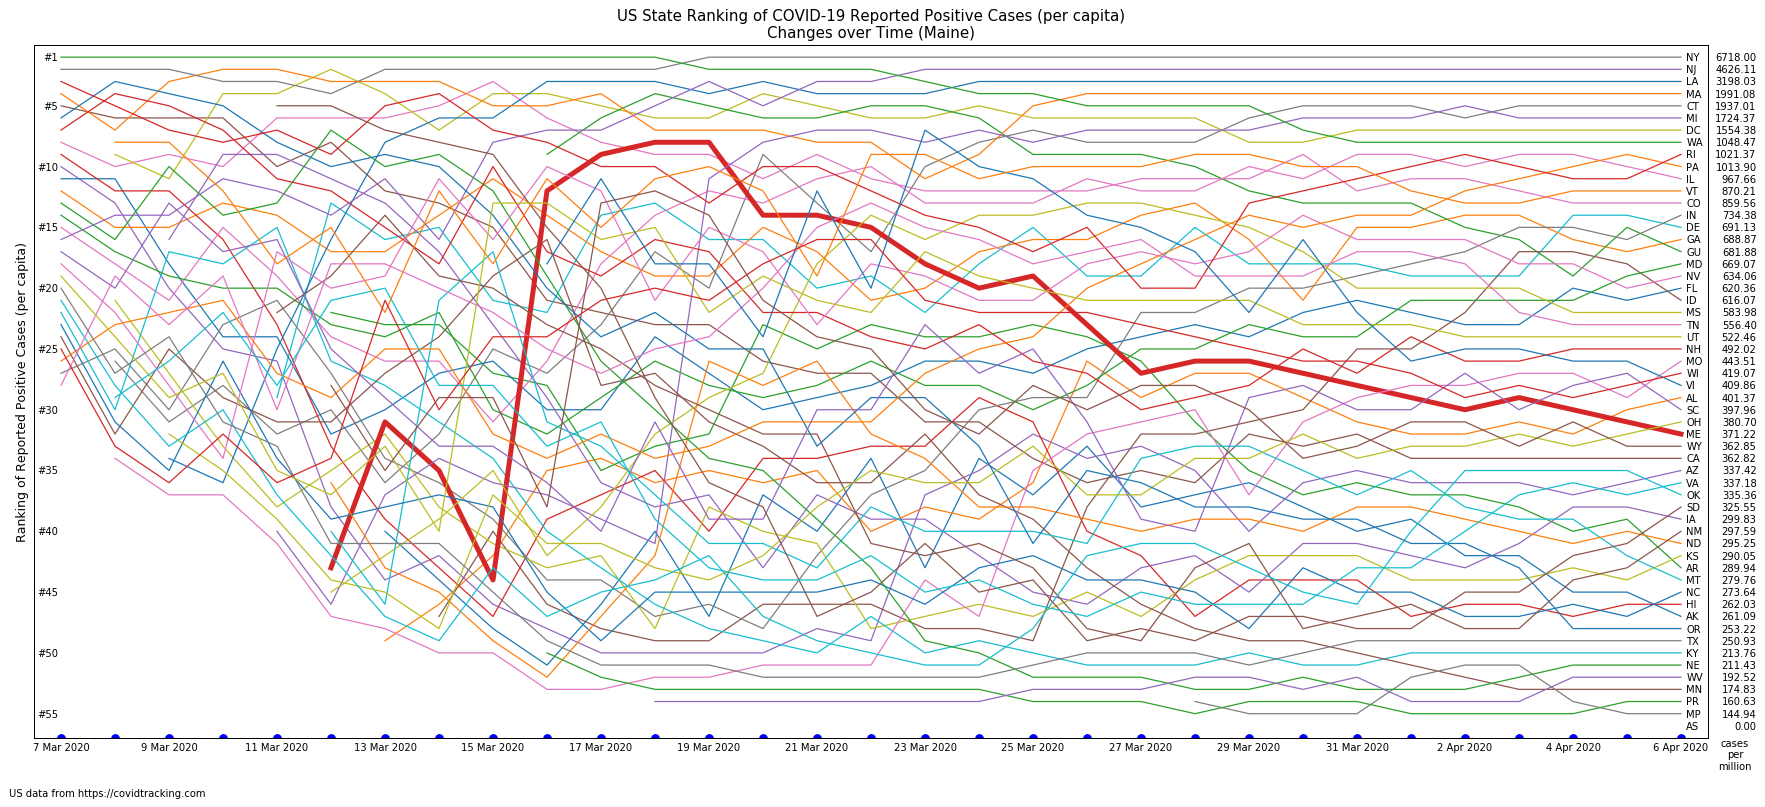 US State Ranking of COVID-19 Reported Positive Cases (per capita)
Changes over Time (Maine)
Ranking of Reported Positive Cases (per capita)
#1
#5
#10
#15
#20
#25
#30
#35
#40
#45
#50
#55
NY 6718.00
NJ 4626.11
LA 3198.03
MA 1991.08
CT 1937.01
MI 1724.37
DC 1554.38
WA 1048.47
RI 1021.37
PA 1013.90
IL 967.66
VT 870.21
CO 859.56
IN 734.38
DE 691.13
GA 688.87
GU 681.88
MD 669.07
NV 634.06
FL 620.36
ID 616.07
MS 583.98
TN 556.40
UT 522.46
NH 492.02
MO 443.51
WI 419.07
VI 409.86
AL 401.37
SC 397.96
OH 380.70
ME 371.22
WY 362.85
CA 362.82
AZ 337.42
VA 337.18
OK 335.36
SD 325.55
IA 299.83
NM 297.59
ND 295.25
KS 290.05
AR 289.94
MT 279.76
NC 273.64
HI 262.03
AK 261.09
OR 253.22
TX 250.93
KY 213.76
NE 211.43
WV 192.52
MN 174.83
PR 160.63
MP 144.94
AS 0.00
7 Mar 2020 9 Mar 2020 11 Mar 2020 13 Mar 2020 15 Mar 2020 17 Mar 2020 19 Mar 2020 21 Mar 2020 23 Mar 2020 25 Mar 2020 27 Mar 2020 29 Mar 2020 31 Mar 2020 2 Apr 2020 4 Apr 2020 6 Apr 2020
cases
per
million
US data from https://covidtracking.com